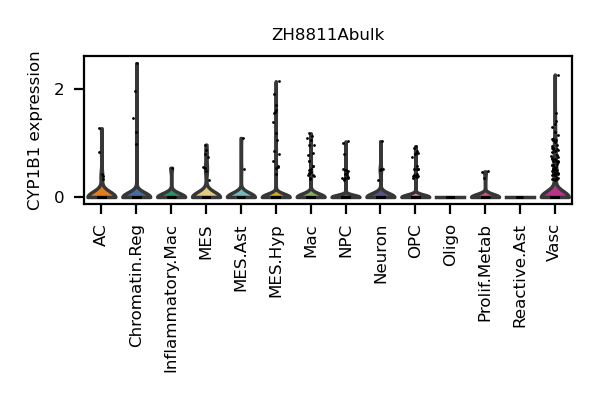 ZH8811Abulk
CYP1B1 expression
2
0
AC
Chromatin.Reg
Inflammatory.Mac
MES
MES.Ast
MES.Hyp
Mac
NPC
Neuron
OPC
Oligo
Prolif.Metab
Reactive.Ast
Vasc